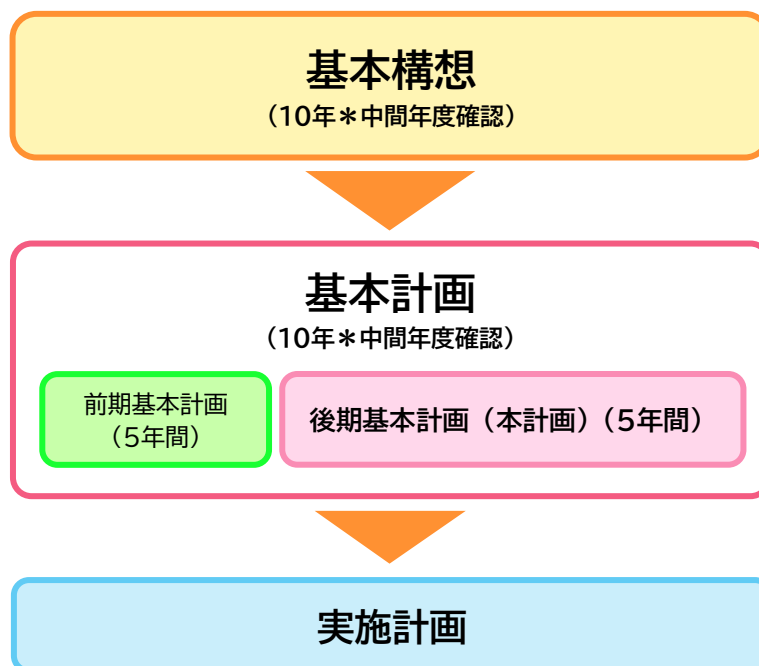 基本構想
（10年＊中間年度確認）
基本計画
（10年＊中間年度確認）
前期基本計画
（5年間）
後期基本計画（本計画）（5年間）
実施計画